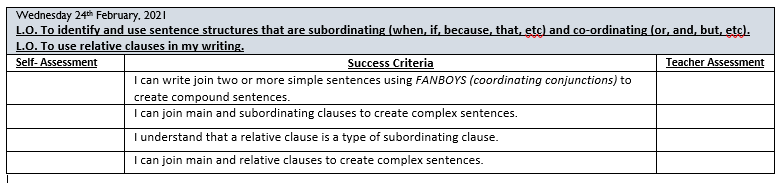 Wednesday 24th February, 2021
L.O. To identify and use sentence structures that are subordinating (when, if, because, that, etc) and co-ordinating (or, and, but, etc).
L.O. To use relative clauses in my writing.
Self- Assessment Success Criteria Teacher Assessment
I can write join two or more simple sentences using FANBOYS (coordinating conjunctions) to
create compound sentences.
I can join main and subordinating clauses to create complex sentences.
I understand that a relative clause is a type of subordinating clause.
I can join main and relative clauses to create complex sentences.